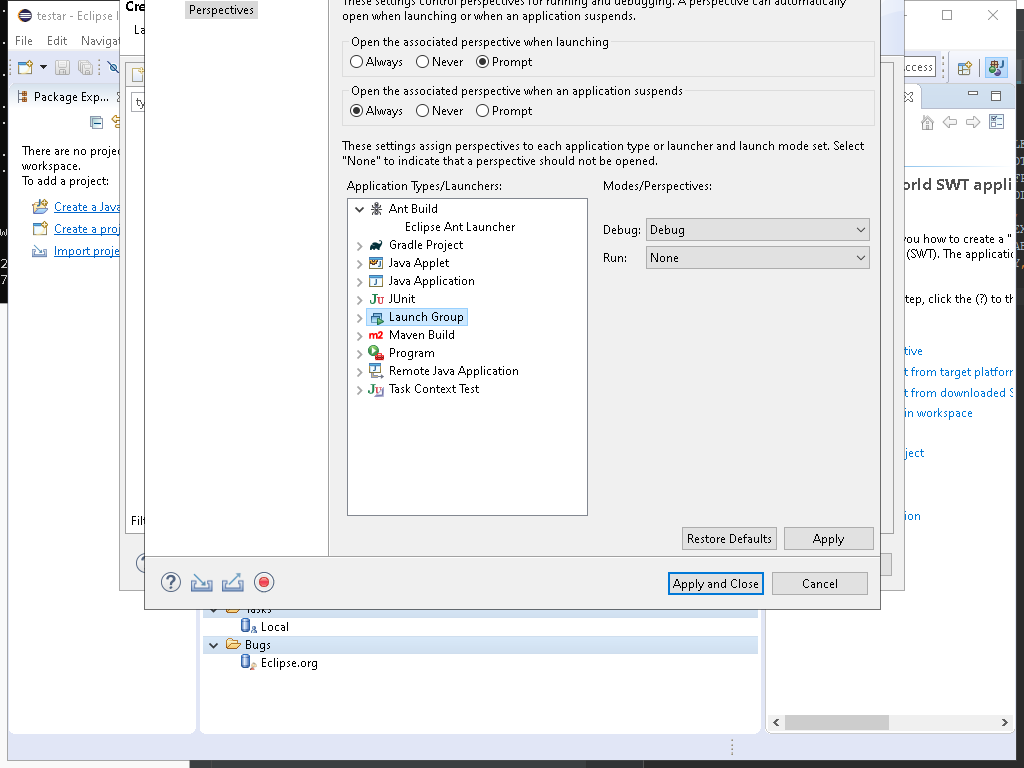 testar - Eclipse I
File Edit Navigat
Package Exp...
There are no proje
workspace.
To add a project:
Create a Java
Create a proj
Import proje
Cre
La
ty
Filt
Perspectives
These settings control perspectives for running and debugging. A perspective can automatically
open when launching or when an application suspends.
Open the associated perspective when launching
Always Never Prompt
Open the associated perspective when an application suspends
Always Never Prompt
These settings assign perspectives to each application type or launcher and launch mode set. Select
"None" to indicate that a perspective should not be opened.
Application Types/Launchers:
Ant Build
Eclipse Ant Launcher
Gradle Project
Java Applet
Java Application
JUnit
Launch Group
Maven Build
Program
Remote Java Application
Task Context Test
Modes/Perspectives:
Debug: Debug
Run: None
Restore Defaults Apply
Apply and Close Cancel
Tasks
Local
Bugs
Eclipse.org
ccess
orld SWT appli
you how to create a "
(SWT). The applicatio
tep, click the (?) to th
tive
t from target platforr
t from downloaded S
in workspace
ject
ion